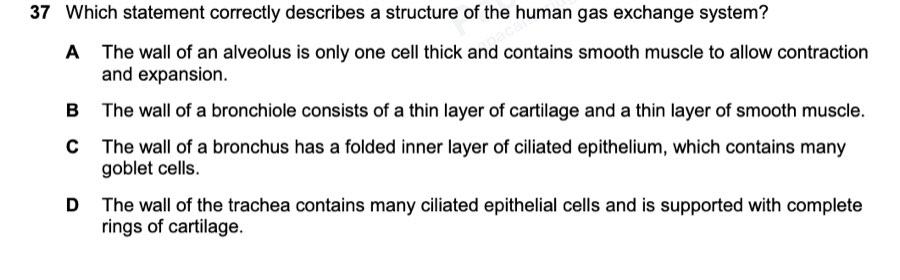 37 Which statement correctly describes a structure of the human gas exchange system?
A The wall of an alveolus is only one cell thick and contains smooth muscle to allow contraction
and expansion.
B The wall of a bronchiole consists of a thin layer of cartilage and a thin layer of smooth muscle.
C The wall of a bronchus has a folded inner layer of ciliated epithelium, which contains many
goblet cells.
D The wall of the trachea contains many ciliated epithelial cells and is supported with complete
rings of cartilage.